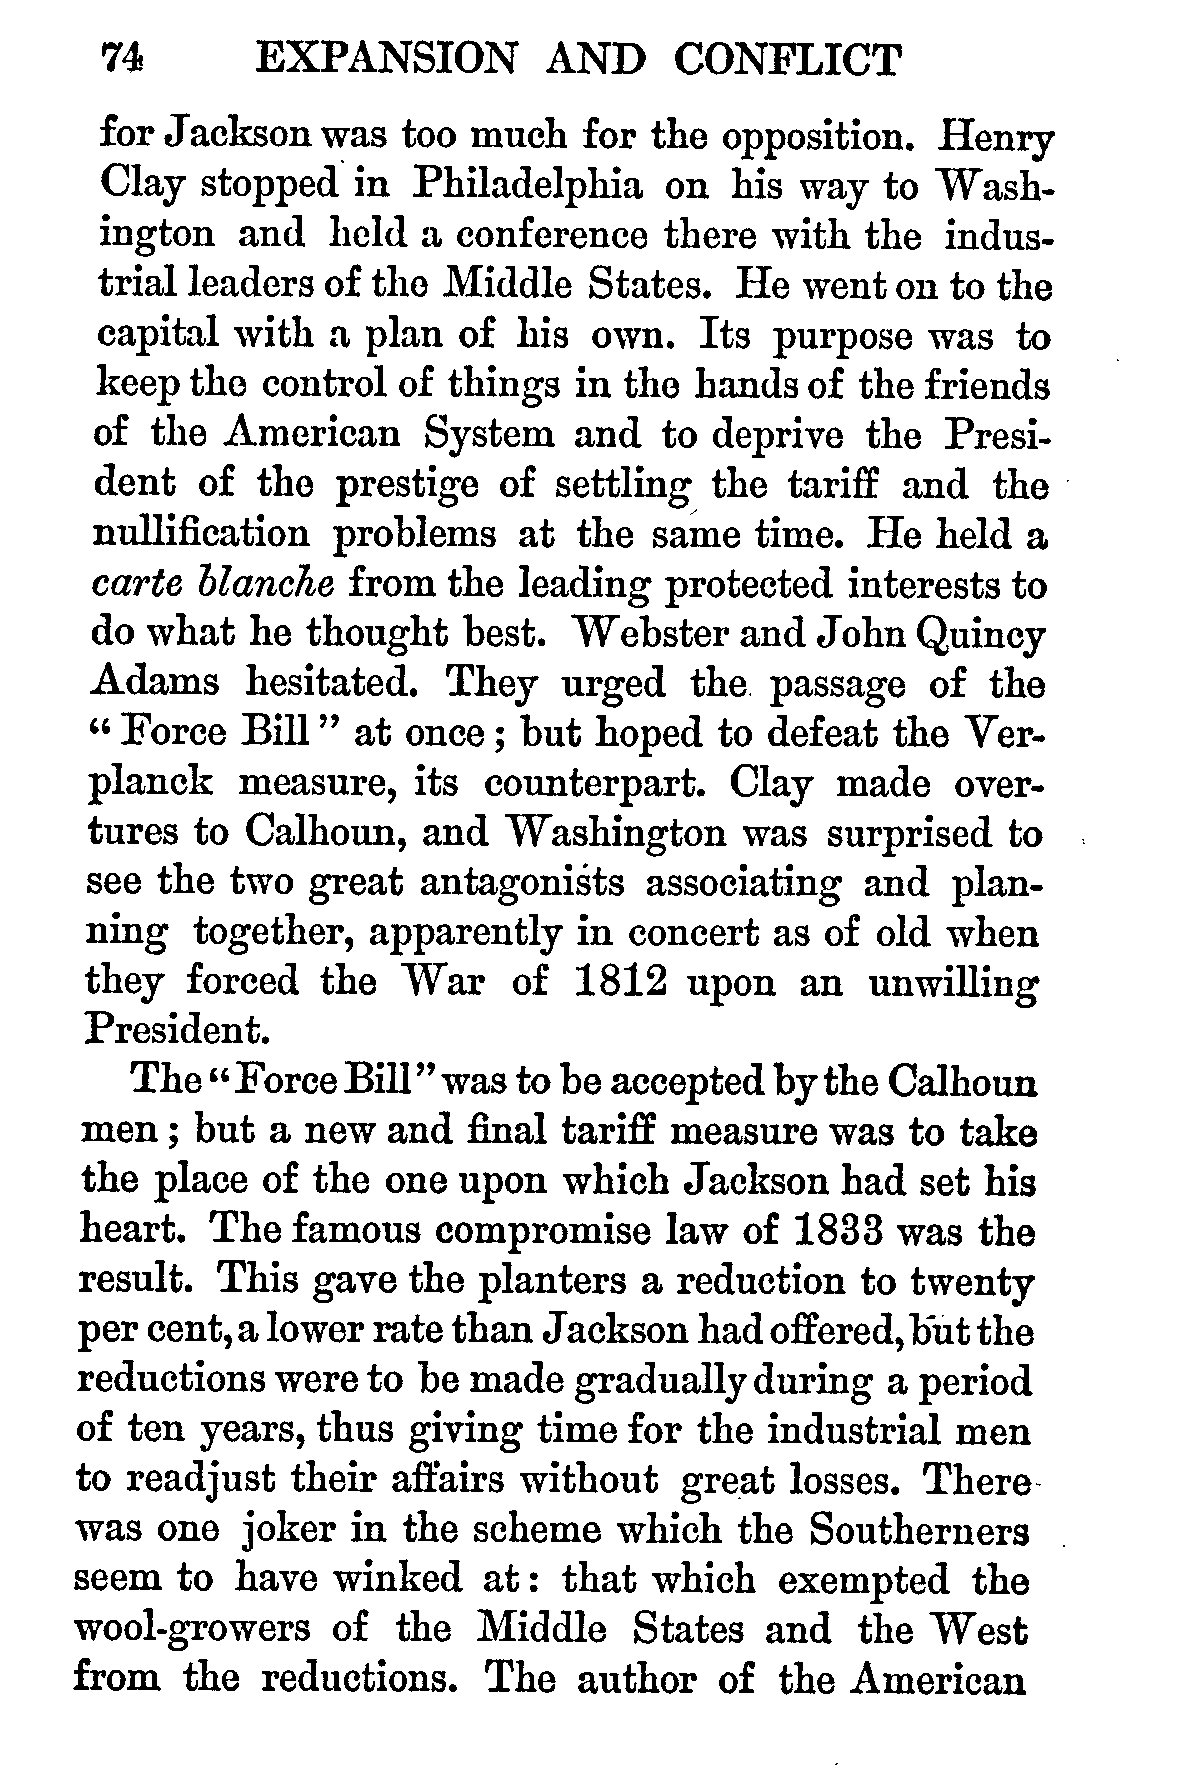 74 EXPANSION AND CONFLICT
for Jackson was too much for the opposition. Henry
Clay stopped in Philadelphia on his way to Wash-
ington and held a conference there with the indus-
trial leaders of the Middle States. He went on to the
capital with a plan of his own. Its purpose was to
keep the control of things in the hands of the friends
of the American System and to deprive the Presi-
dent of the prestige of settling the tariff and the
nullification problems at the same time. He held a
carte blanche from the leading protected interests to
do what he thought best. Webster and John Quincy
Adams hesitated. They urged the passage of the
“Force Bill” at once; but hoped to defeat the Ver-
planck measure, its counterpart. Clay made over-
tures to Calhoun, and Washington was surprised to
see the two great antagonists associating and plan-
ning together, apparently in concert as of old when
they forced the War of 1812 upon an unwilling
President.
The “Force Bill” was to be accepted by the Calhoun
men; but a new and final tariff measure was to take
the place of the one upon which Jackson had set his
heart. The famous compromise law of 1833 was the
result. This gave the planters a reduction to twenty
per cent, a lower rate than Jackson had offered, but the
reductions were to be made gradually during a period
of ten years, thus giving time for the industrial men
to readjust their affairs without great losses. There
was one joker in the scheme which the Southerners
seem to have winked at: that which exempted the
wool-growers of the Middle States and the West
from the reductions. The author of the American